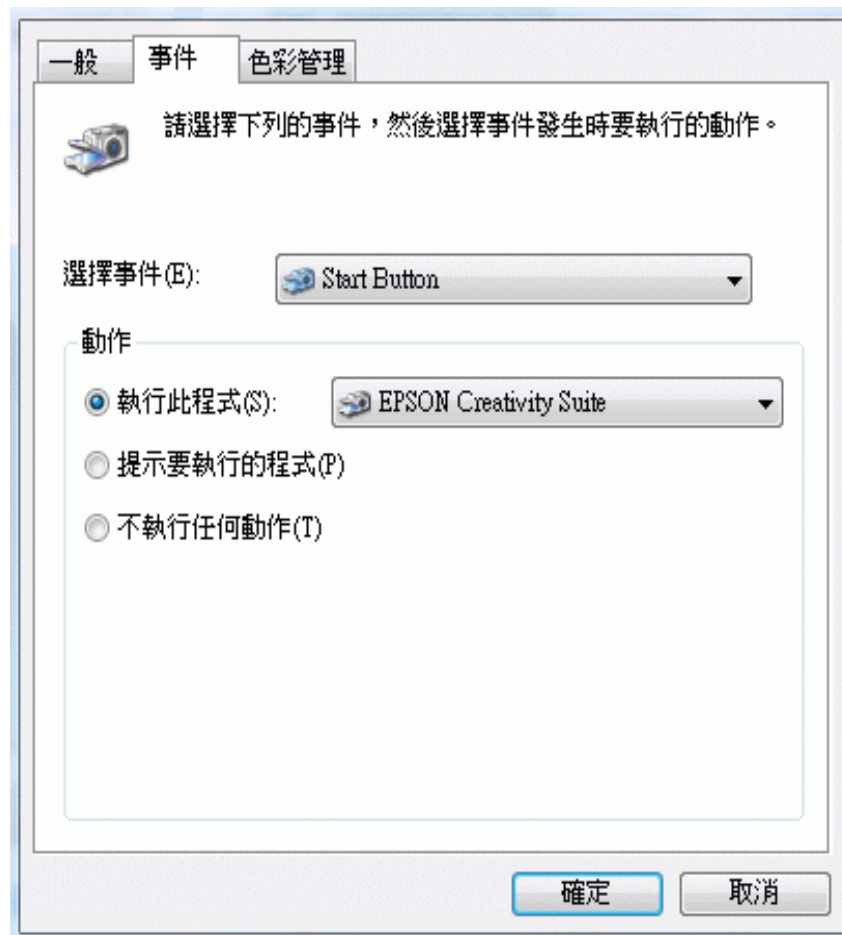 一般 事件 色彩管理
請選擇下列的事件，然後選擇事件發生時要執行的動作。
選擇事件(E): Start Button
動作
執行此程式(S): EPSON Creativity Suite
提示要執行的程式(P)
不執行任何動作(T)
確定 取消